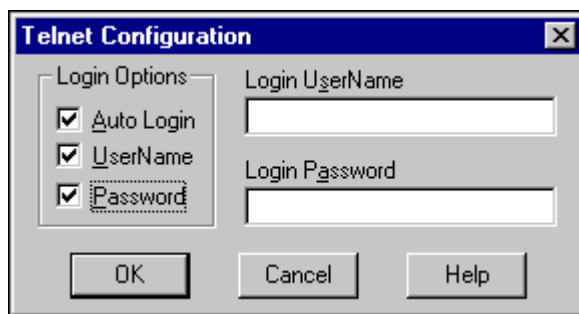 Telnet Configuration
Login Options
Auto Login
UserName
Password
Login UserName
Login Password
OK
Cancel
Help